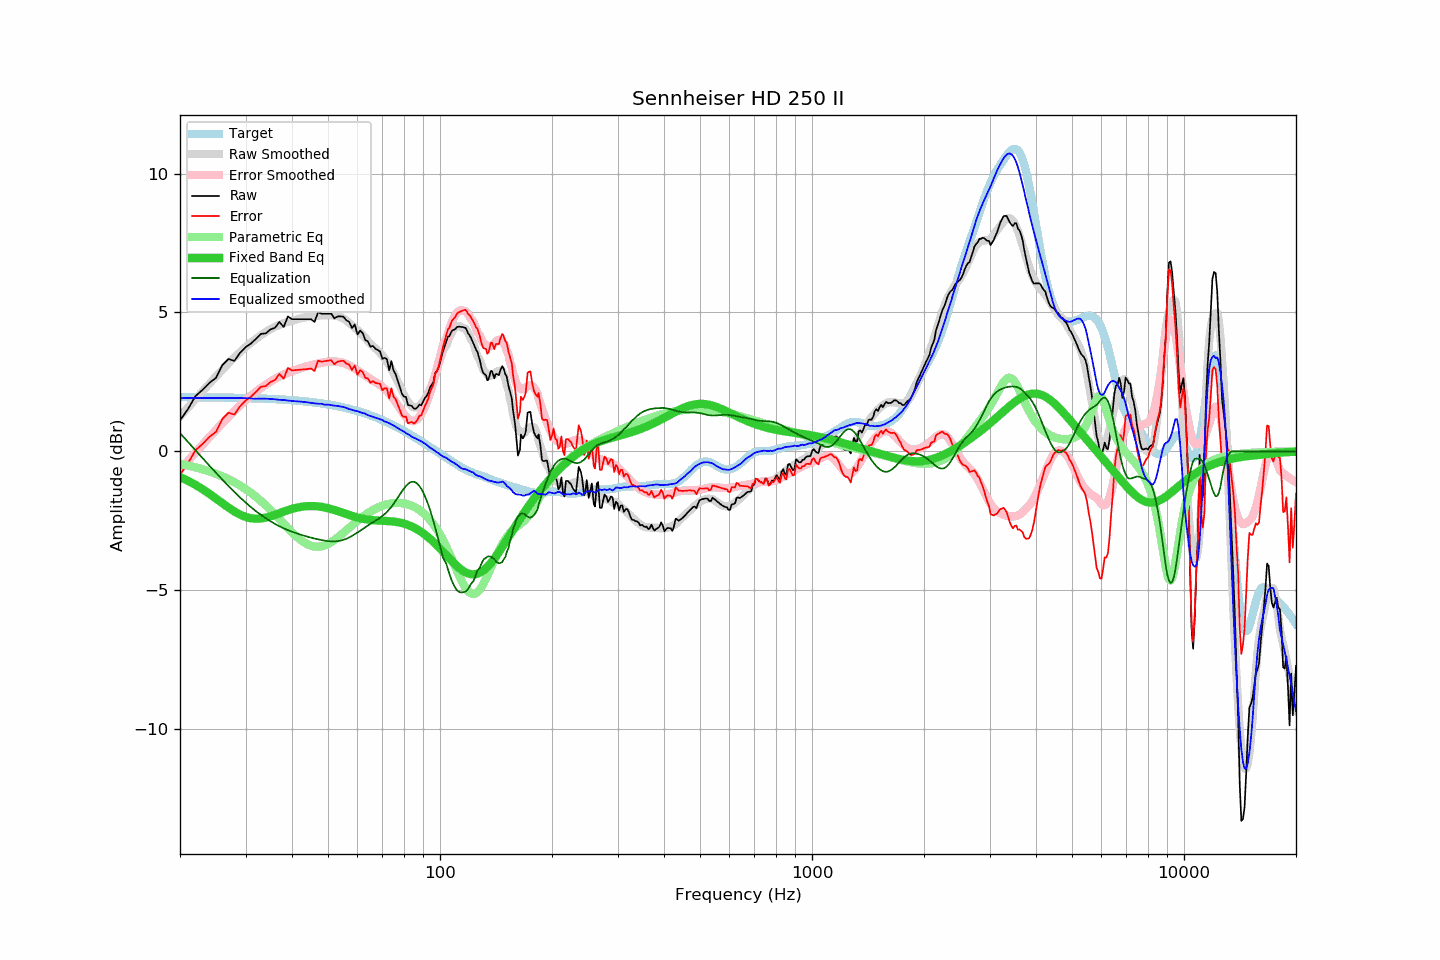 Sennheiser HD 250 II
Target
Raw Smoothed
Error Smoothed
Raw
Error
Parametric Eq
Fixed Band Eq
Equalization
Equalized smoothed
10
5
0
−5
−10
Amplitude (dBr)
100
1000
10000
Frequency (Hz)